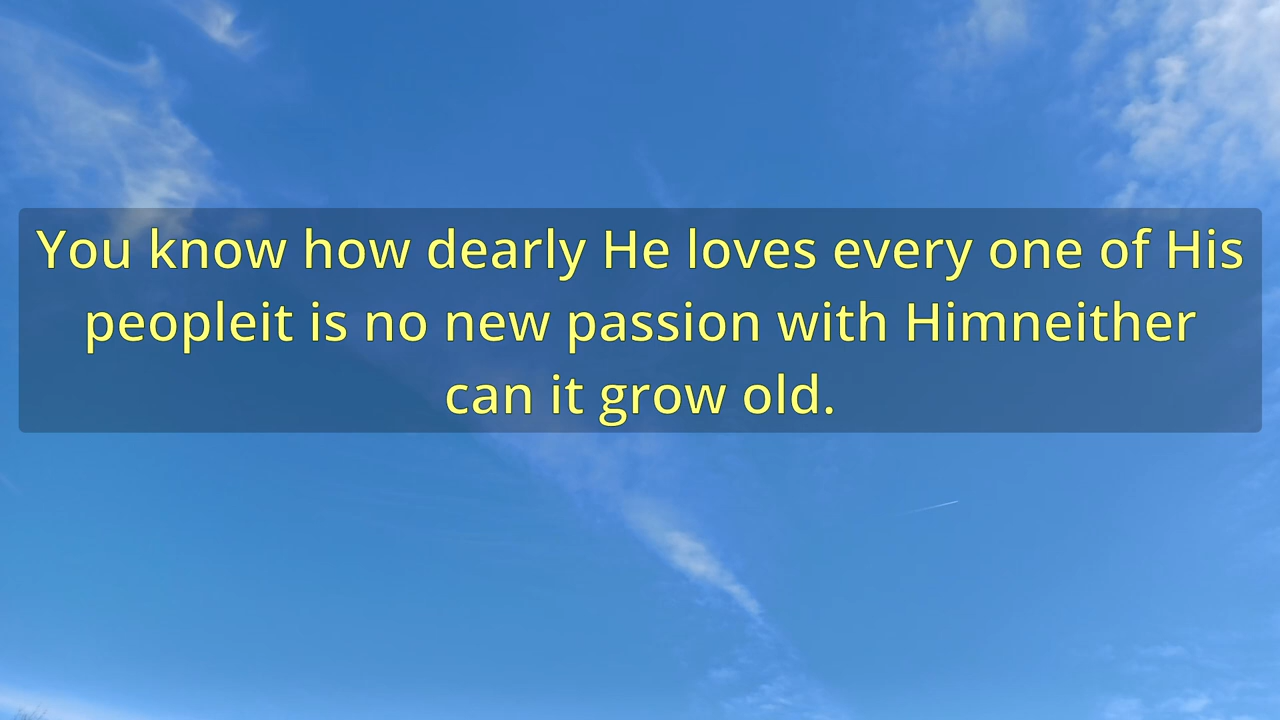 You know how dearly He loves every one of His
peopleit is no new passion with Himneither
can it grow old.